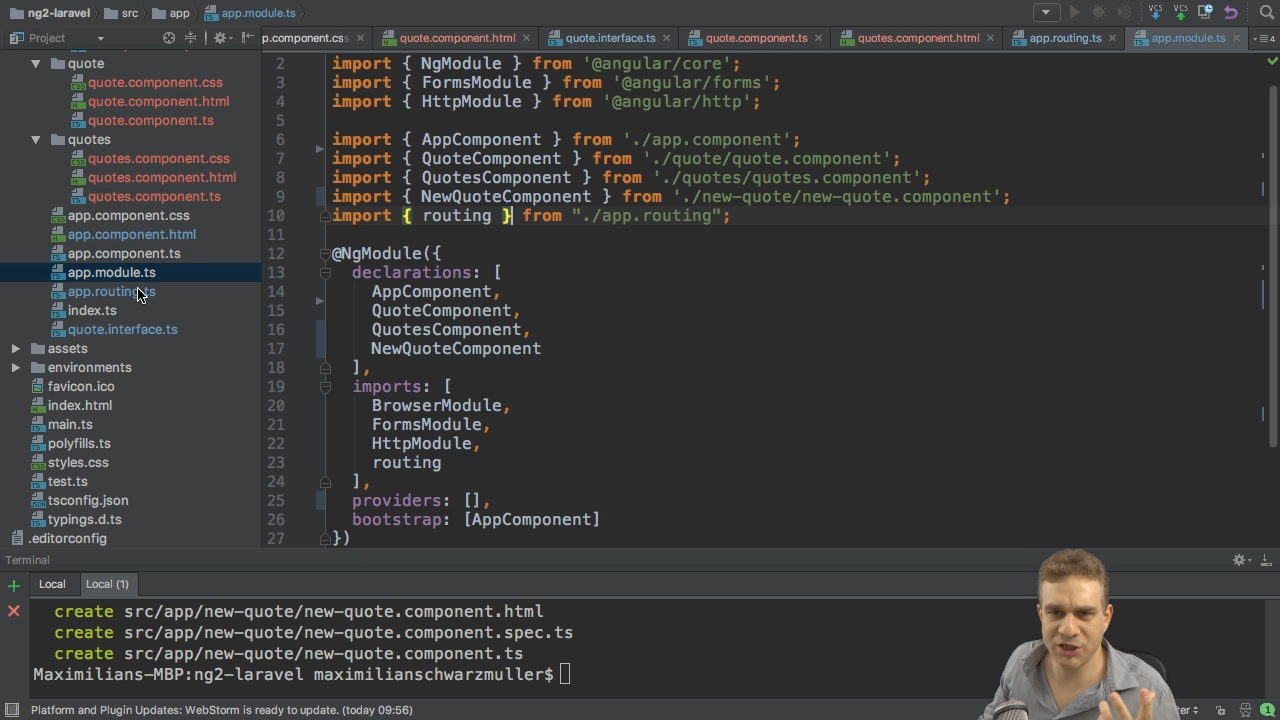 ng2-laravel src app app.module.ts
VCS VCS
Project
p.component.css quote.component.html quote.interface.ts quote.component.ts quotes.component.html app.routing.ts app.module.ts 4
quote
quote.component.css
quote.component.html
quote.component.ts
quotes
quotes.component.css
quotes.component.html
quotes.component.ts
app.component.css
app.component.html
app.component.ts
app.module.ts
app.routing.ts
index.ts
quote.interface.ts
assets
environments
favicon.ico
index.html
main.ts
polyfills.ts
styles.css
test.ts
tsconfig.json
typings.d.ts
.editorconfig
2 import { NgModule } from '@angular/core';
3 import { FormsModule } from '@angular/forms';
4 import { HttpModule } from '@angular/http';
5
6 import { AppComponent } from './app.component';
7 import { QuoteComponent } from './quote/quote.component';
8 import { QuotesComponent } from './quotes/quotes.component';
9 import { NewQuoteComponent } from './new-quote/new-quote.component';
10 import { routing } from "./app.routing";
11
12 @NgModule({
13 declarations: [
14 AppComponent,
15 QuoteComponent,
16 QuotesComponent,
17 NewQuoteComponent
18 ],
19 imports: [
20 BrowserModule,
21 FormsModule,
22 HttpModule,
23 routing
24 ],
25 providers: [],
26 bootstrap: [AppComponent]
27 })
Terminal
Local Local (1)
create src/app/new-quote/new-quote.component.html
create src/app/new-quote/new-quote.component.spec.ts
create src/app/new-quote/new-quote.component.ts
Maximilians-MBP:ng2-laravel maximilianschwarzmuller$
Platform and Plugin Updates: WebStorm is ready to update. (today 09:56)
1